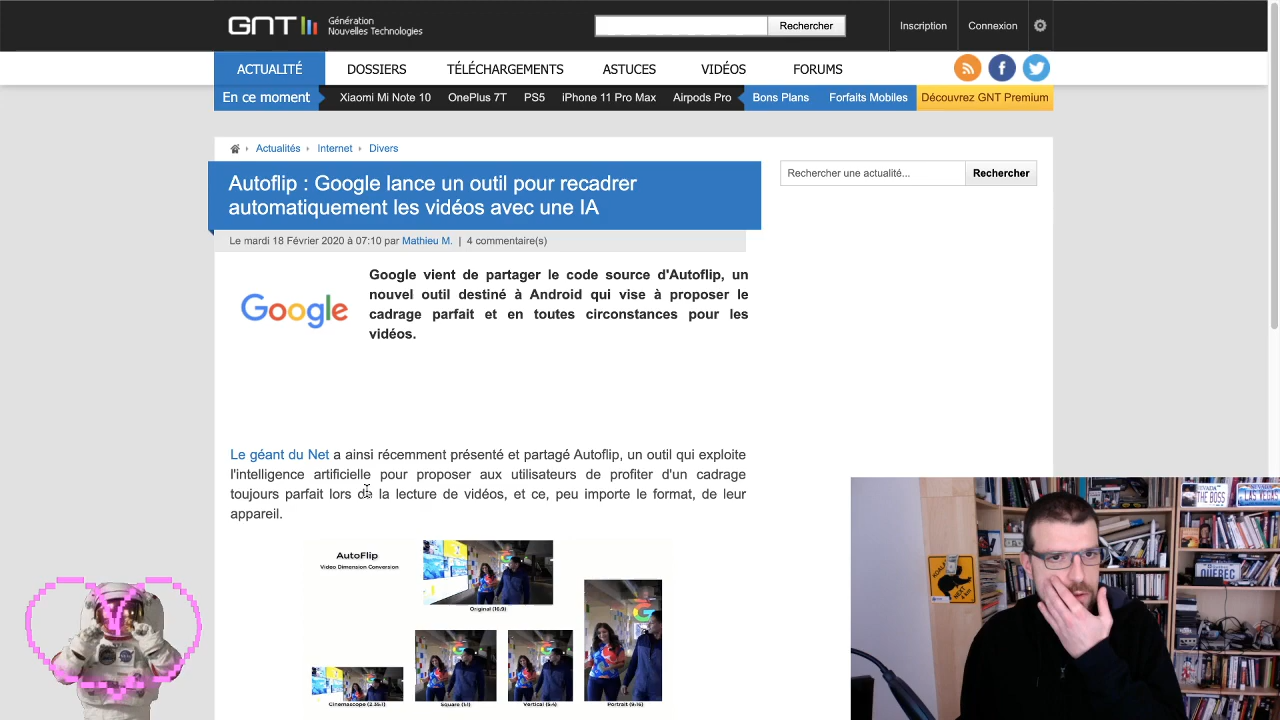 GNT Génération
Nouvelles Technologies
Rechercher
Inscription
Connexion
ACTUALITÉ
DOSSIERS
TÉLÉCHARGEMENTS
ASTUCES
VIDÉOS
FORUMS
En ce moment
Xiaomi Mi Note 10
OnePlus 7T
PS5
iPhone 11 Pro Max
Airpods Pro
Bons Plans
Forfaits Mobiles
Découvrez GNT Premium
Actualités
Internet
Divers
Autoflip : Google lance un outil pour recadrer
automatiquement les vidéos avec une IA
Rechercher une actualité...
Rechercher
Le mardi 18 Février 2020 à 07:10 par Mathieu M. | 4 commentaire(s)
Google
Google vient de partager le code source d'Autoflip, un
nouvel outil destiné à Android qui vise à proposer le
cadrage parfait et en toutes circonstances pour les
vidéos.
Le géant du Net a ainsi récemment présenté et partagé Autoflip, un outil qui exploite
l'intelligence artificielle pour proposer aux utilisateurs de profiter d'un cadrage
toujours parfait lors de la lecture de vidéos, et ce, peu importe le format, de leur
appareil.
AutoFlip
Video Dimension Conversion
Original (16:9)
Cinemascope (2.35:1)
Square (1:1)
Vertical (5:4)
Portrait (9:16)
THE BOSS
LAS VEGAS
NEXT
QUÉBEC